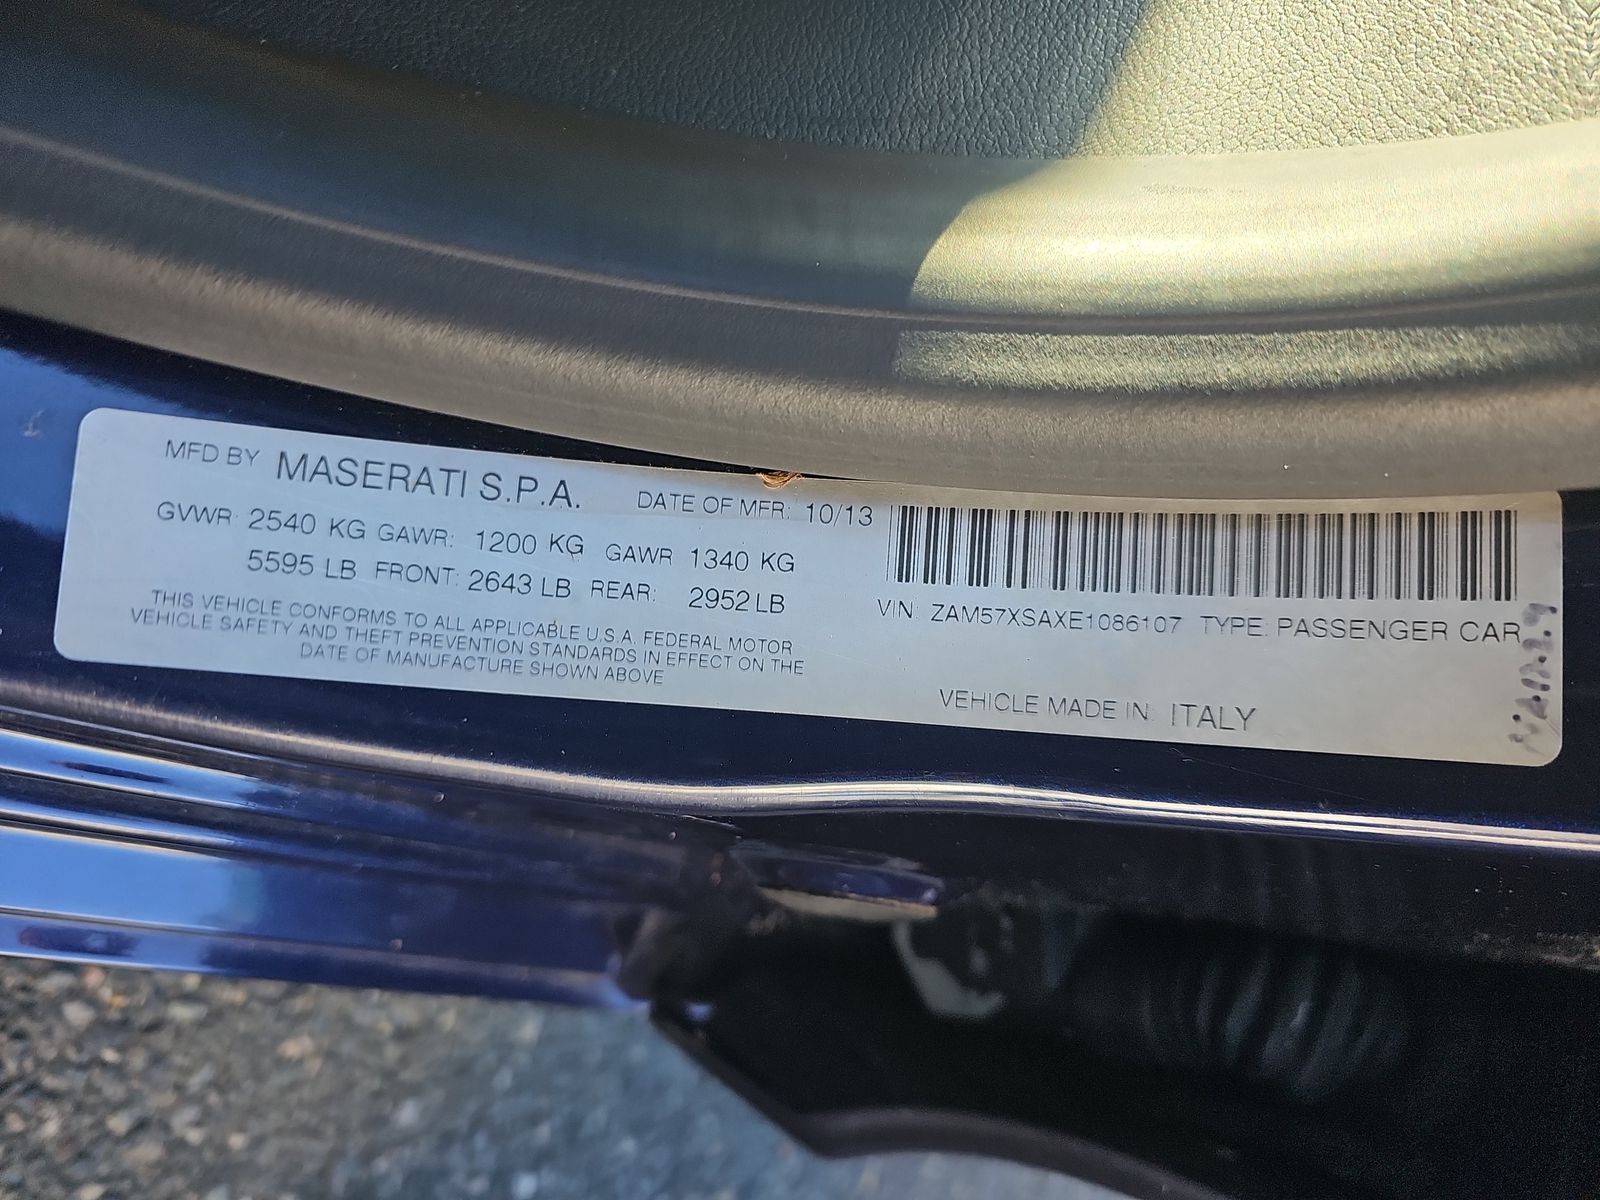 MFD BY MASERATI S.P.A. DATE OF MFR: 10/13
GVWR: 2540 KG GAWR: 1200 KG GAWR 1340 KG
5595 LB FRONT: 2643 LB REAR: 2952 LB
THIS VEHICLE CONFORMS TO ALL APPLICABLE U.S.A. FEDERAL MOTOR
VEHICLE SAFETY AND THEFT PREVENTION STANDARDS IN EFFECT ON THE
DATE OF MANUFACTURE SHOWN ABOVE
VIN: ZAM57XSAXE1086107 TYPE: PASSENGER CAR
VEHICLE MADE IN: ITALY